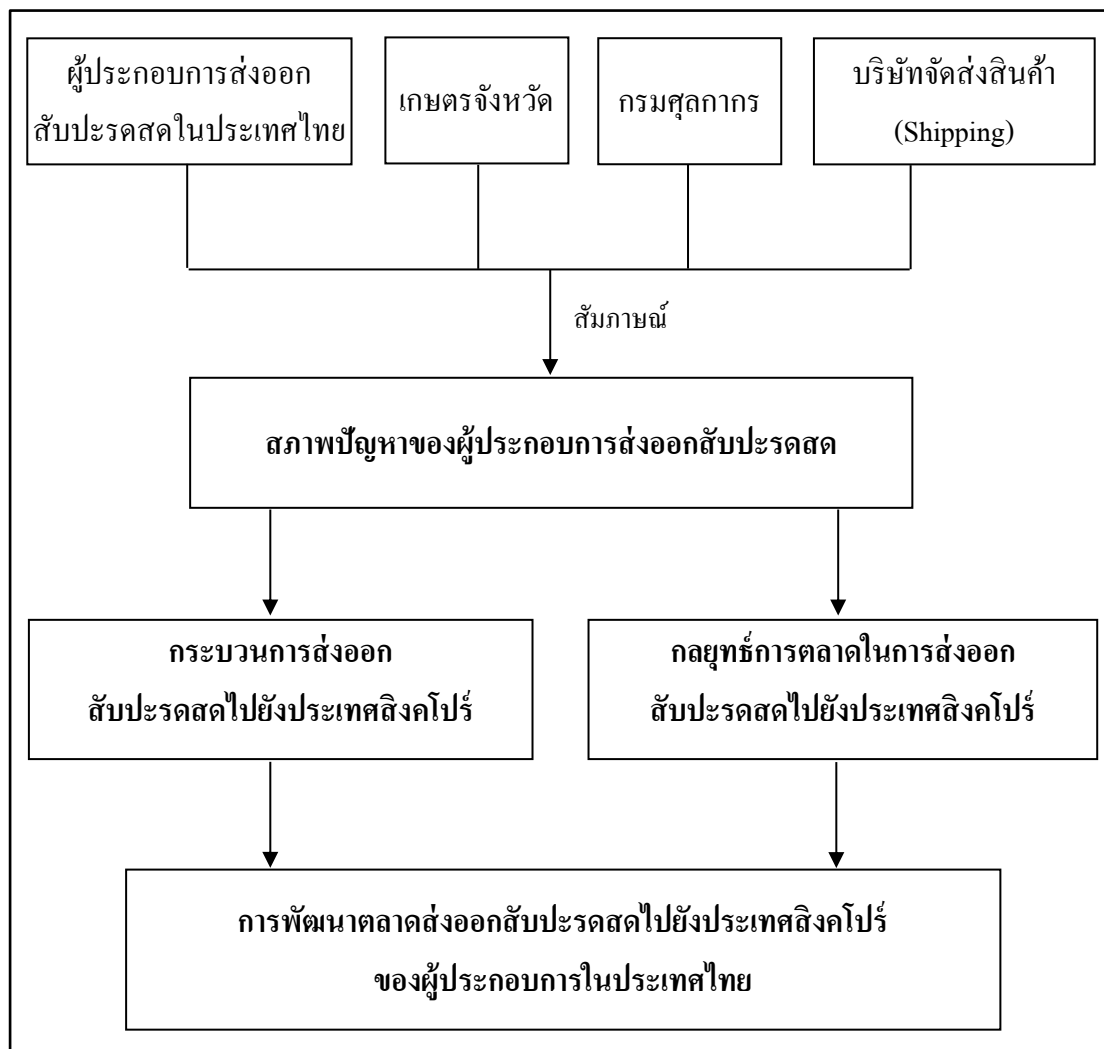 ผู้ประกอบการส่งออก
สับปะรดสดในประเทศไทย
เกษตรจังหวัด
กรมศุลกากร
บริษัทจัดส่งสินค้า
(Shipping)
สัมภาษณ์
สภาพปัญหาของผู้ประกอบการส่งออกสับปะรดสด
กระบวนการส่งออก
สับปะรดสดไปยังประเทศสิงคโปร์
กลยุทธ์การตลาดในการส่งออก
สับปะรดสดไปยังประเทศสิงคโปร์
การพัฒนาตลาดส่งออกสับปะรดสดไปยังประเทศสิงคโปร์
ของผู้ประกอบการในประเทศไทย